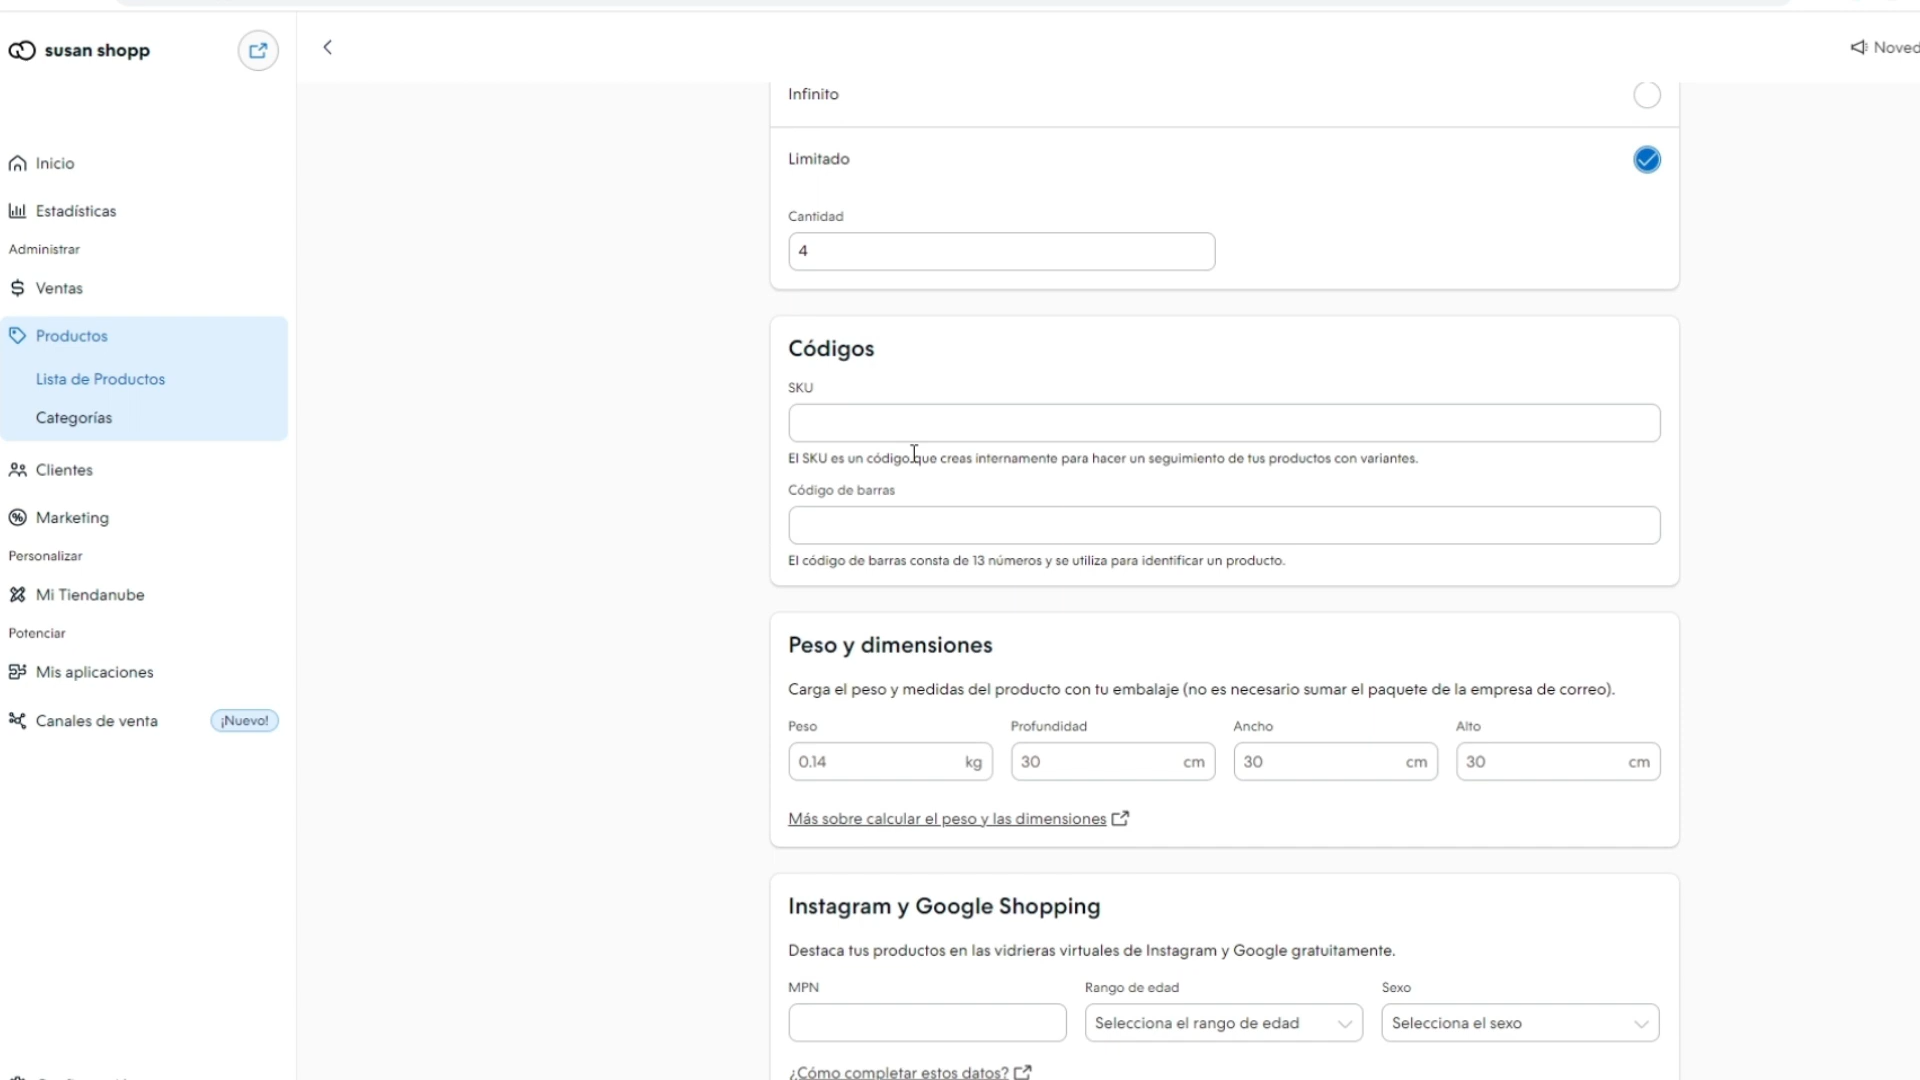 susan shopp
Noved
Inicio
Estadísticas
Administrar
Ventas
Productos
Lista de Productos
Categorías
Clientes
Marketing
Personalizar
Mi Tiendanube
Potenciar
Mis aplicaciones
Canales de venta
¡Nuevo!
Infinito
Limitado
Cantidad
4
Códigos
SKU
El SKU es un código que creas internamente para hacer un seguimiento de tus productos con variantes.
Código de barras
El código de barras consta de 13 números y se utiliza para identificar un producto.
Peso y dimensiones
Carga el peso y medidas del producto con tu embalaje (no es necesario sumar el paquete de la empresa de correo).
Peso Profundidad Ancho Alto
0.14 kg 30 cm 30 cm 30 cm
Más sobre calcular el peso y las dimensiones
Instagram y Google Shopping
Destaca tus productos en las vidrieras virtuales de Instagram y Google gratuitamente.
MPN Rango de edad Sexo
Selecciona el rango de edad Selecciona el sexo
¿Cómo completar estos datos?